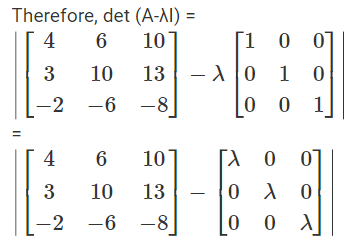 Therefore, det (A-λI) =
| [ 4 6 10 ; 3 10 13 ; −2 −6 −8 ] − λ [ 1 0 0 ; 0 1 0 ; 0 0 1 ] |
=
| [ 4 6 10 ; 3 10 13 ; −2 −6 −8 ] − [ λ 0 0 ; 0 λ 0 ; 0 0 λ ] |